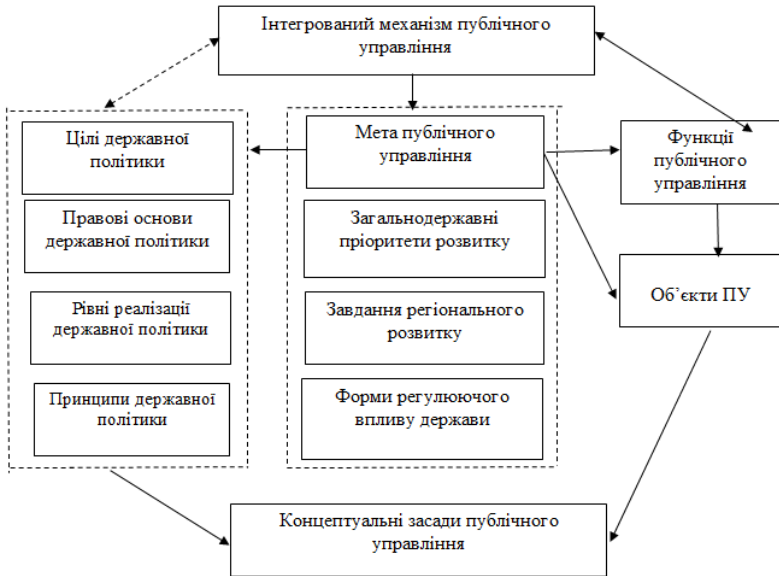 Інтегрований механізм публічного
управління
Цілі державної
політики
Правові основи
державної політики
Рівні реалізації
державної політики
Принципи державної
політики
Мета публічного
управління
Загальнодержавні
пріоритети розвитку
Завдання регіонального
розвитку
Форми регулюючого
впливу держави
Функції
публічного
управління
Об’єкти ПУ
Концептуальні засади публічного
управління